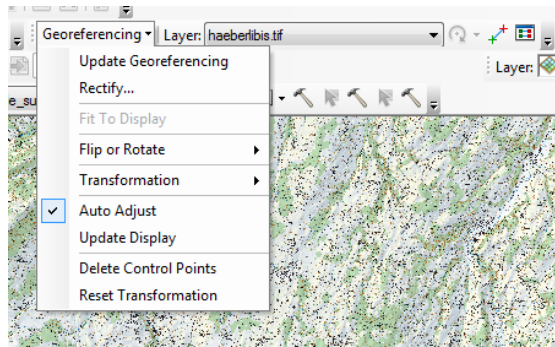 Georeferencing Layer: haeberlibis.tif
Update Georeferencing
Layer:
Rectify...
e_su
Fit To Display
Flip or Rotate
Transformation
Auto Adjust
Update Display
Delete Control Points
Reset Transformation